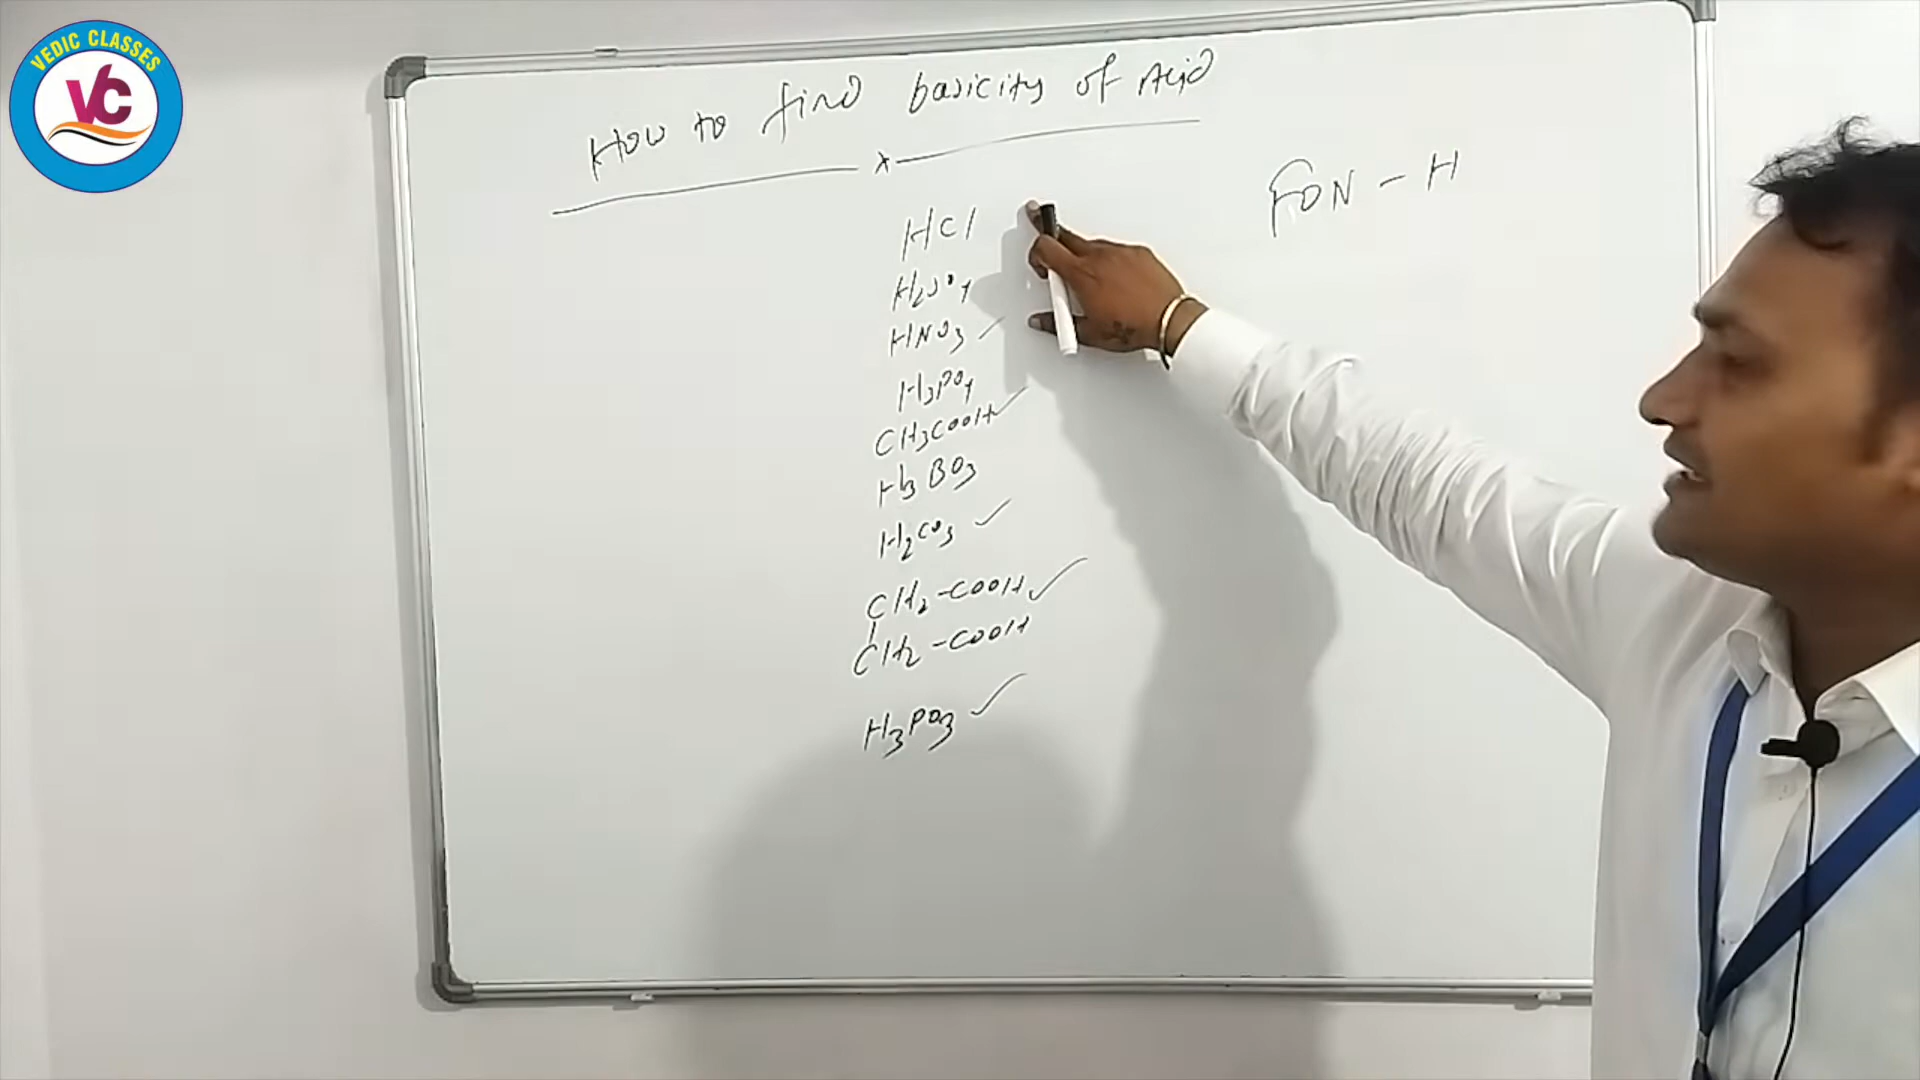 VEDIC CLASSES
VC
How to find basicity of Acid
x
FON - H
HCl
H2SO4
HNO3 ✓
H3PO4
CH3COOH ✓
H3BO3
H2CO3 ✓
CH2-COOH ✓
|
CH2-COOH
H3PO3 ✓